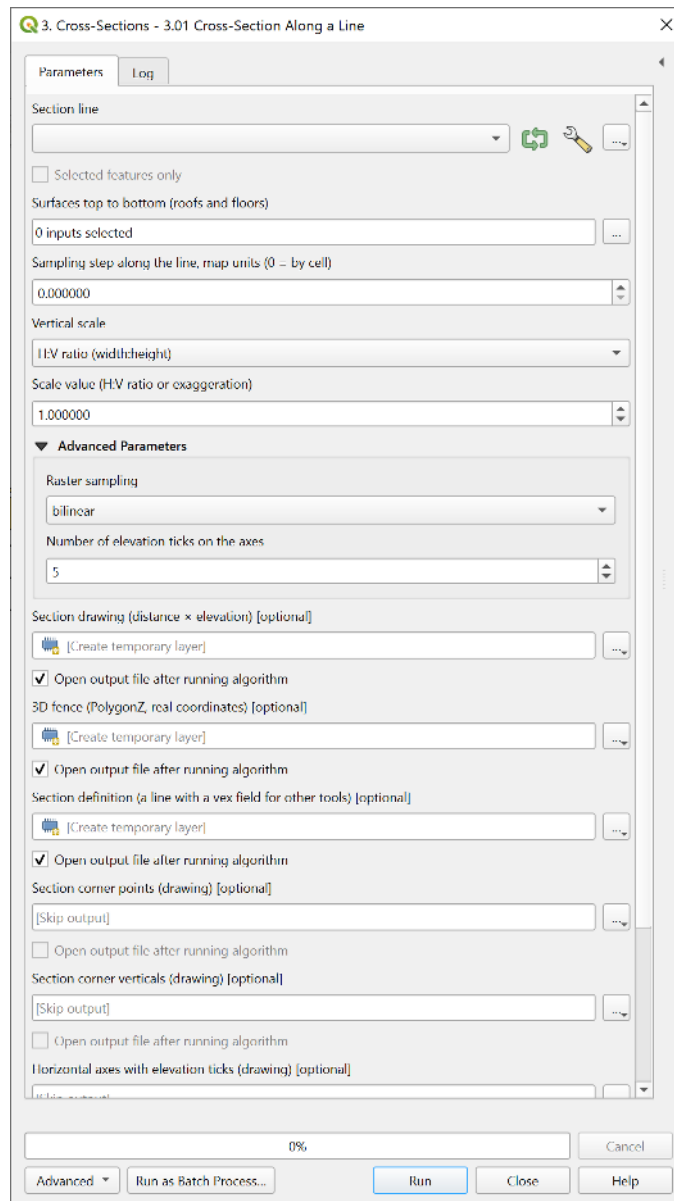 3. Cross-Sections - 3.01 Cross-Section Along a Line
Parameters
Log
Section line
...
Selected features only
Surfaces top to bottom (roofs and floors)
0 inputs selected
...
Sampling step along the line, map units (0 = by cell)
0.000000
Vertical scale
H:V ratio (width:height)
Scale value (H:V ratio or exaggeration)
1.000000
Advanced Parameters
Raster sampling
bilinear
Number of elevation ticks on the axes
5
Section drawing (distance × elevation) [optional]
[Create temporary layer]
...
Open output file after running algorithm
3D fence (PolygonZ, real coordinates) [optional]
[Create temporary layer]
...
Open output file after running algorithm
Section definition (a line with a vex field for other tools) [optional]
[Create temporary layer]
...
Open output file after running algorithm
Section corner points (drawing) [optional]
[Skip output]
...
Open output file after running algorithm
Section corner verticals (drawing) [optional]
[Skip output]
...
Open output file after running algorithm
Horizontal axes with elevation ticks (drawing) [optional]
[Skip output]
0%
Cancel
Advanced
Run as Batch Process...
Run
Close
Help